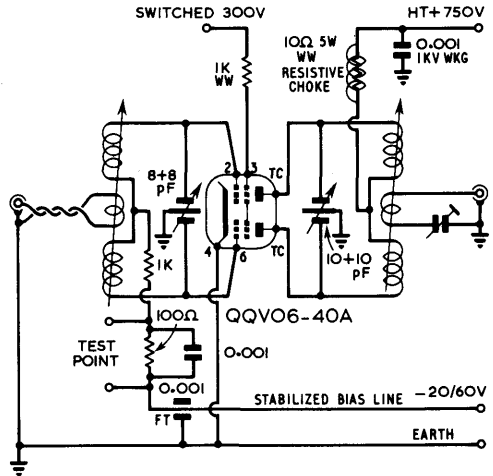 SWITCHED 300V
HT+750V
10Ω 5W
WW
RESISTIVE
CHOKE
0.001
1KV WKG
1K
WW
2
3
TC
8+8
pF
4
6
TC
10+10
pF
1K
QQVO6-40A
100Ω
TEST
POINT
0.001
0.001
FT
STABILIZED BIAS LINE
-20/60V
EARTH